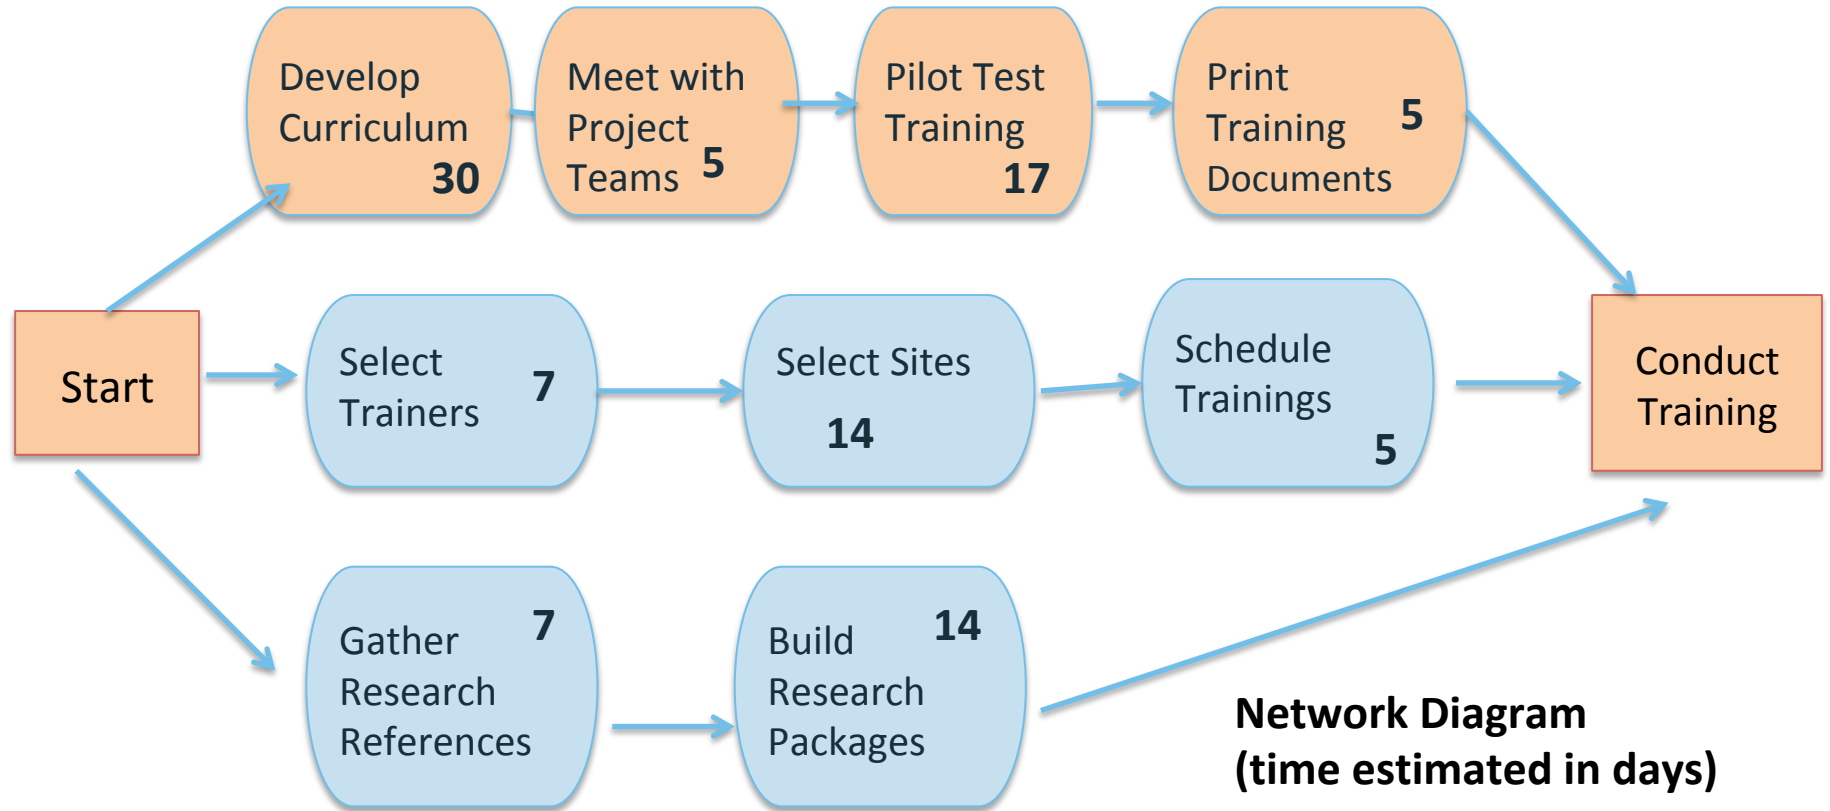 Develop
Curriculum
30
Meet with
Project
Teams 5
Pilot Test
Training
17
Print
Training 5
Documents
Start
Select
Trainers 7
Select Sites
14
Schedule
Trainings
5
Conduct
Training
Gather 7
Research
References
Build 14
Research
Packages
Network Diagram
(time estimated in days)